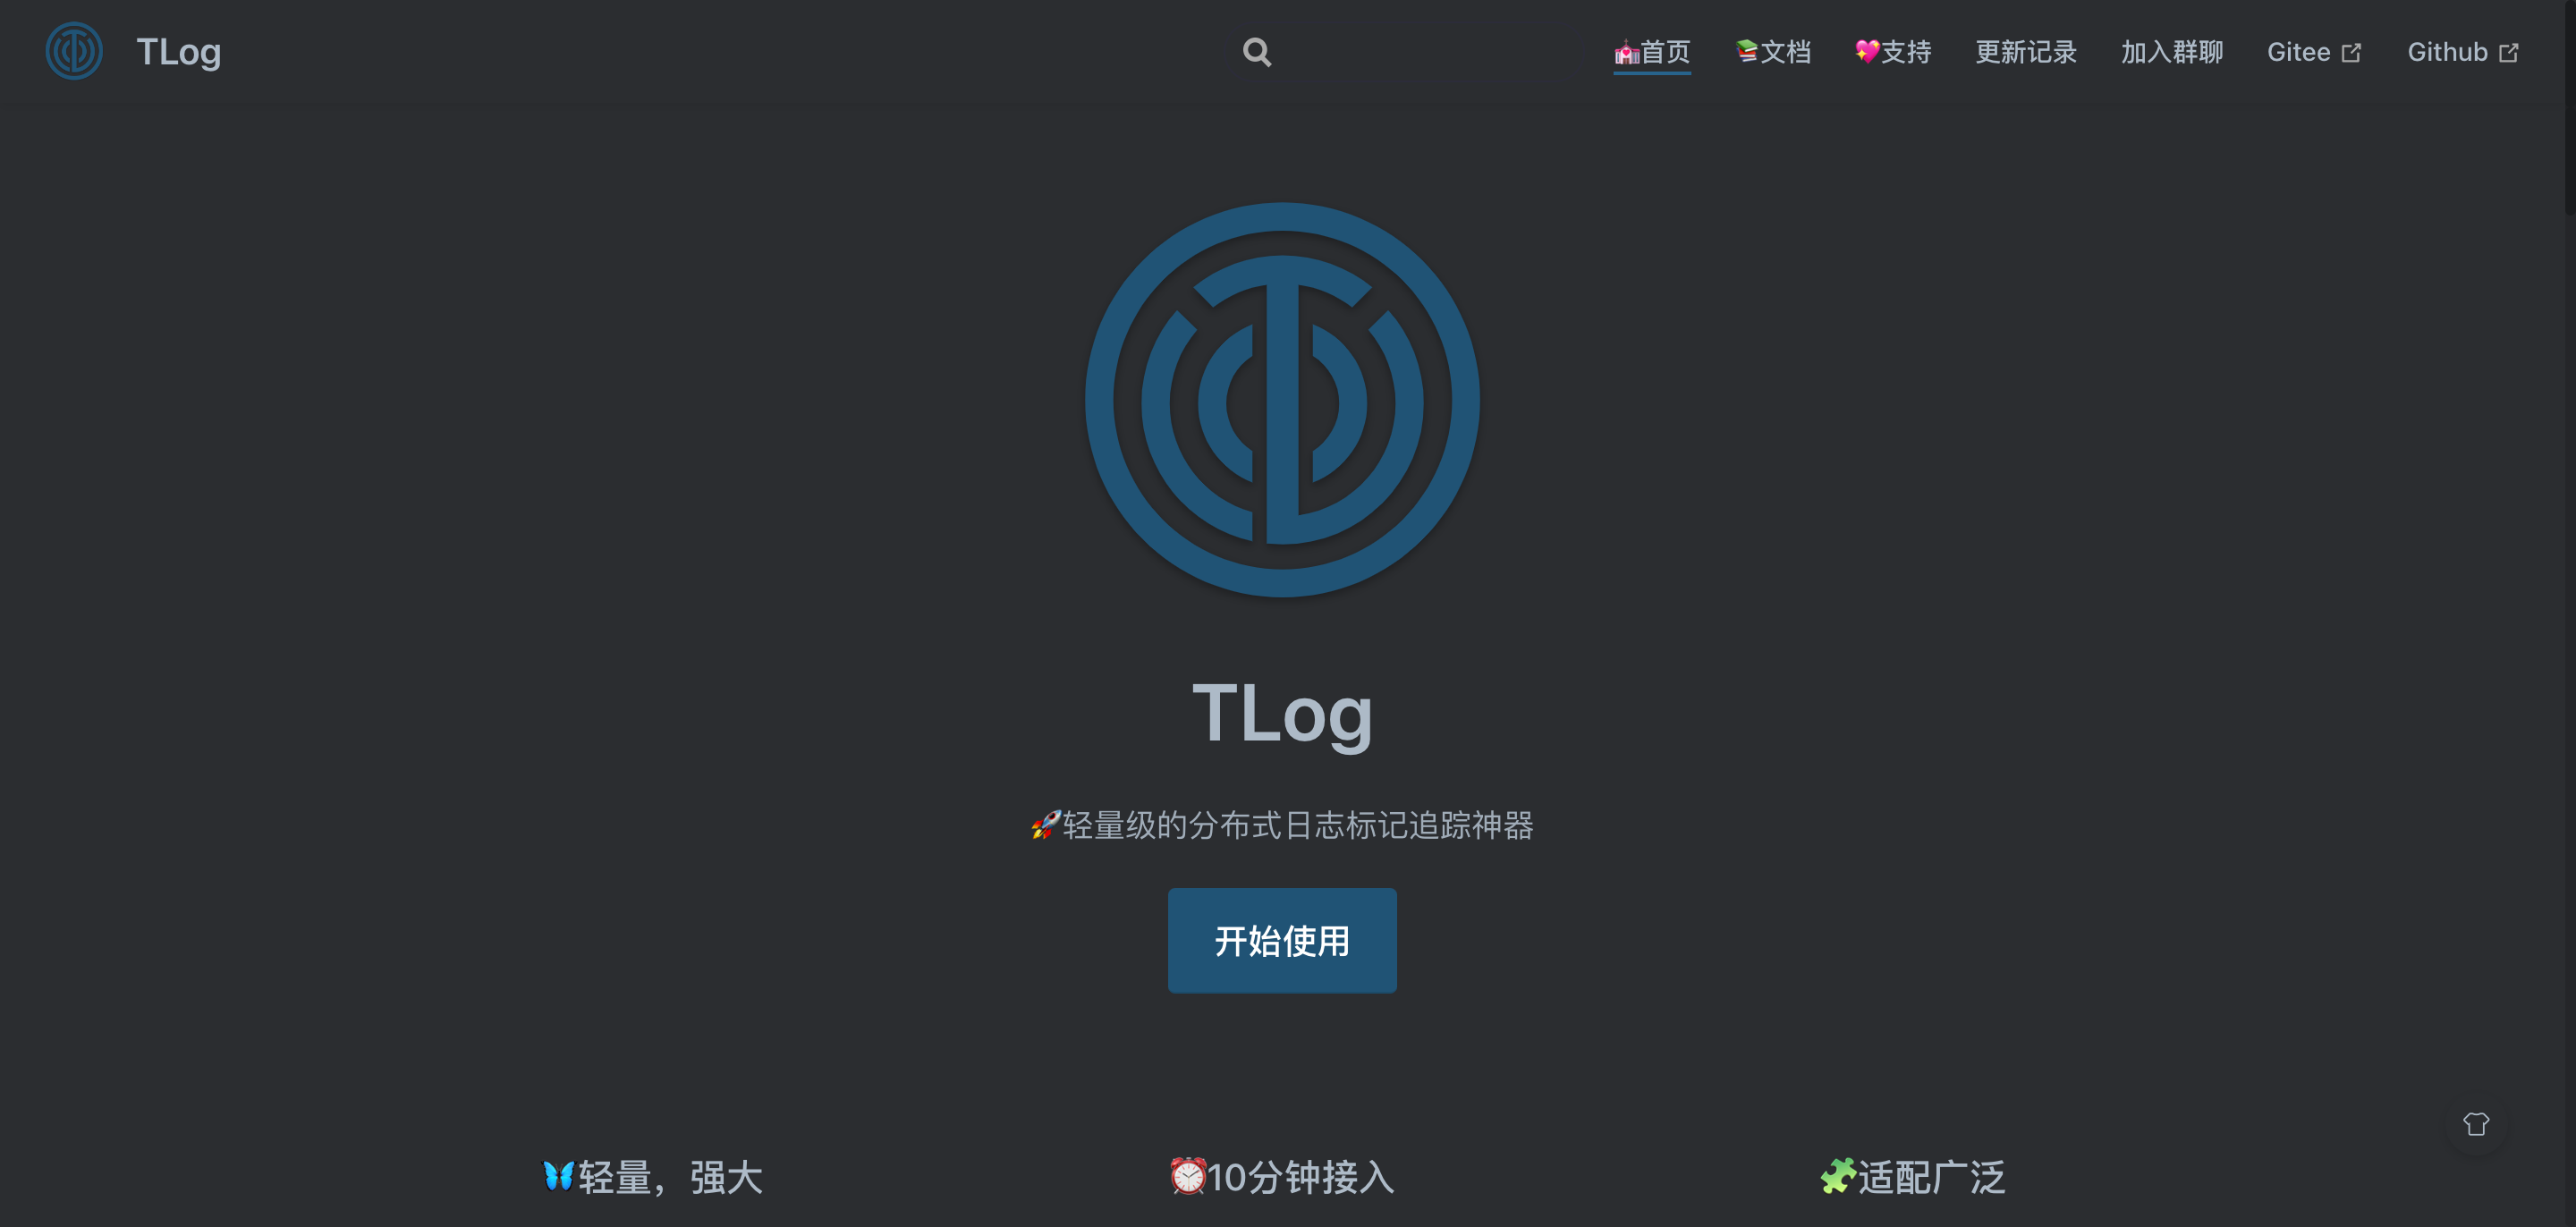 TLog
🏩首页 📚文档 💖支持 更新记录 加入群聊 Gitee Github
TLog
🚀轻量级的分布式日志标记追踪神器
开始使用
🦋轻量，强大
⏰10分钟接入
🧩适配广泛